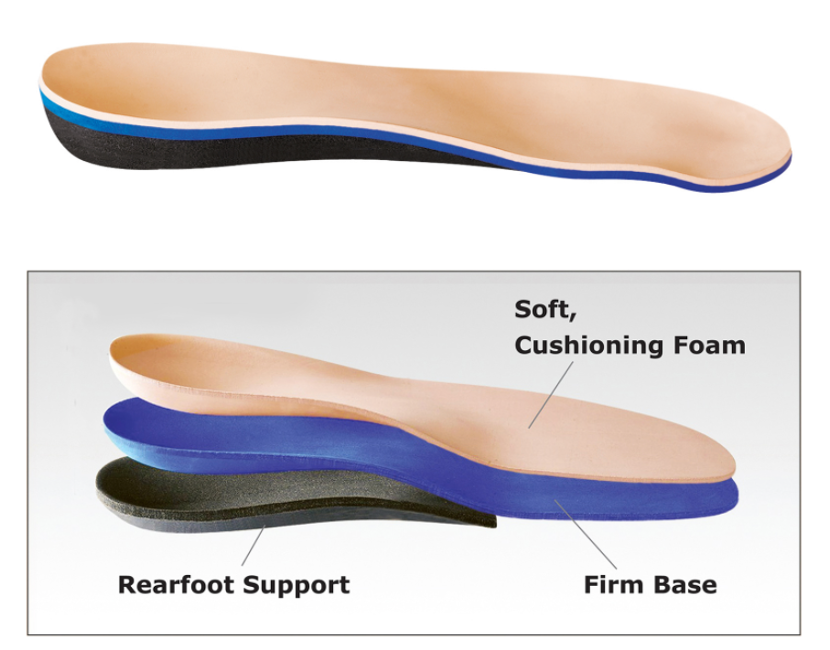 Soft,
Cushioning Foam
Rearfoot Support
Firm Base